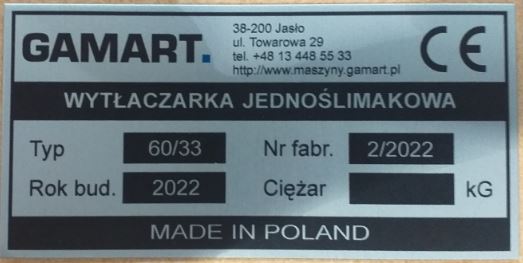 GAMART.
38-200 Jasło
ul. Towarowa 29
tel. +48 13 448 55 33
http://www.maszyny.gamart.pl
CE
WYTŁACZARKA JEDNOŚLIMAKOWA
Typ 60/33 Nr fabr. 2/2022
Rok bud. 2022 Ciężar kG
MADE IN POLAND